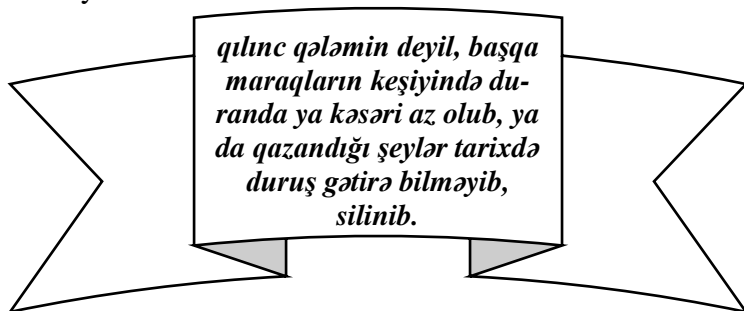 qılınc qələmin deyil, başqa
maraqların keşiyində du-
randa ya kəsəri az olub, ya
da qazandığı şeylər tarixdə
duruş gətirə bilməyib,
silinib.